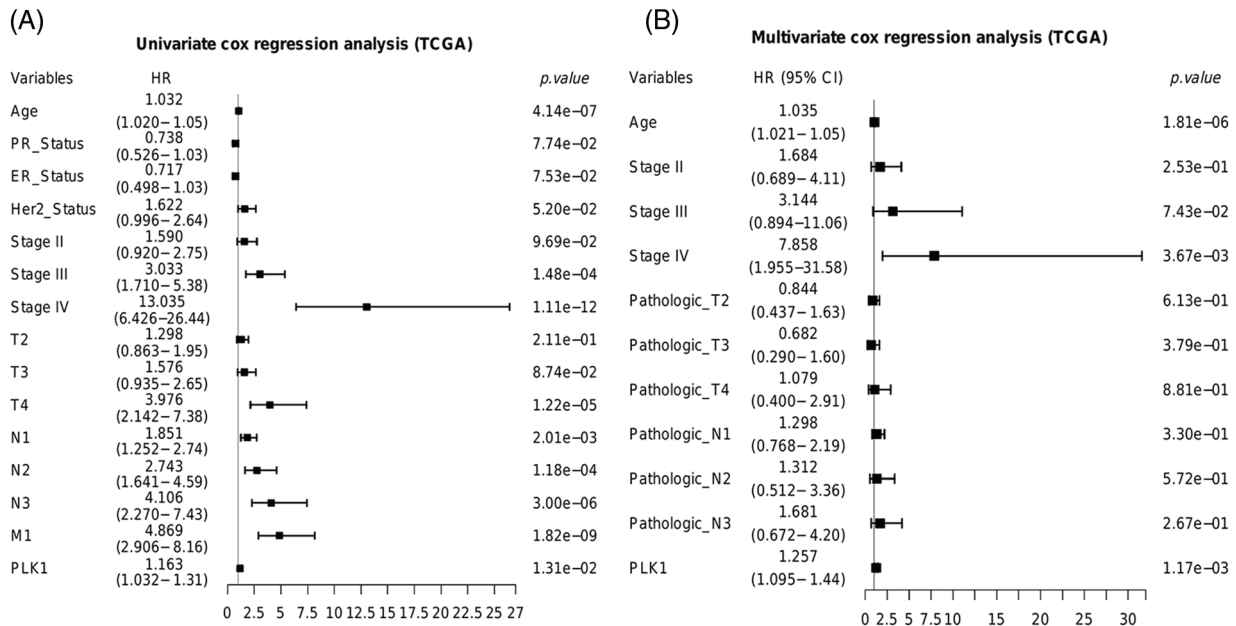 (A)
Univariate cox regression analysis (TCGA)
Variables HR p.value
Age 1.032 (1.020−1.05) 4.14e−07
PR_Status 0.738 (0.526−1.03) 7.74e−02
ER_Status 0.717 (0.498−1.03) 7.53e−02
Her2_Status 1.622 (0.996−2.64) 5.20e−02
Stage II 1.590 (0.920−2.75) 9.69e−02
Stage III 3.033 (1.710−5.38) 1.48e−04
Stage IV 13.035 (6.426−26.44) 1.11e−12
T2 1.298 (0.863−1.95) 2.11e−01
T3 1.576 (0.935−2.65) 8.74e−02
T4 3.976 (2.142−7.38) 1.22e−05
N1 1.851 (1.252−2.74) 2.01e−03
N2 2.743 (1.641−4.59) 1.18e−04
N3 4.106 (2.270−7.43) 3.00e−06
M1 4.869 (2.906−8.16) 1.82e−09
PLK1 1.163 (1.032−1.31) 1.31e−02
0 2.5 5 7.5 10 12.5 15 17.5 20 22.5 25 27
(B)
Multivariate cox regression analysis (TCGA)
Variables HR (95% CI) p.value
Age 1.035 (1.021−1.05) 1.81e−06
Stage II 1.684 (0.689−4.11) 2.53e−01
Stage III 3.144 (0.894−11.06) 7.43e−02
Stage IV 7.858 (1.955−31.58) 3.67e−03
Pathologic_T2 0.844 (0.437−1.63) 6.13e−01
Pathologic_T3 0.682 (0.290−1.60) 3.79e−01
Pathologic_T4 1.079 (0.400−2.91) 8.81e−01
Pathologic_N1 1.298 (0.768−2.19) 3.30e−01
Pathologic_N2 1.312 (0.512−3.36) 5.72e−01
Pathologic_N3 1.681 (0.672−4.20) 2.67e−01
PLK1 1.257 (1.095−1.44) 1.17e−03
0 2.5 5 7.5 10 15 20 25 30